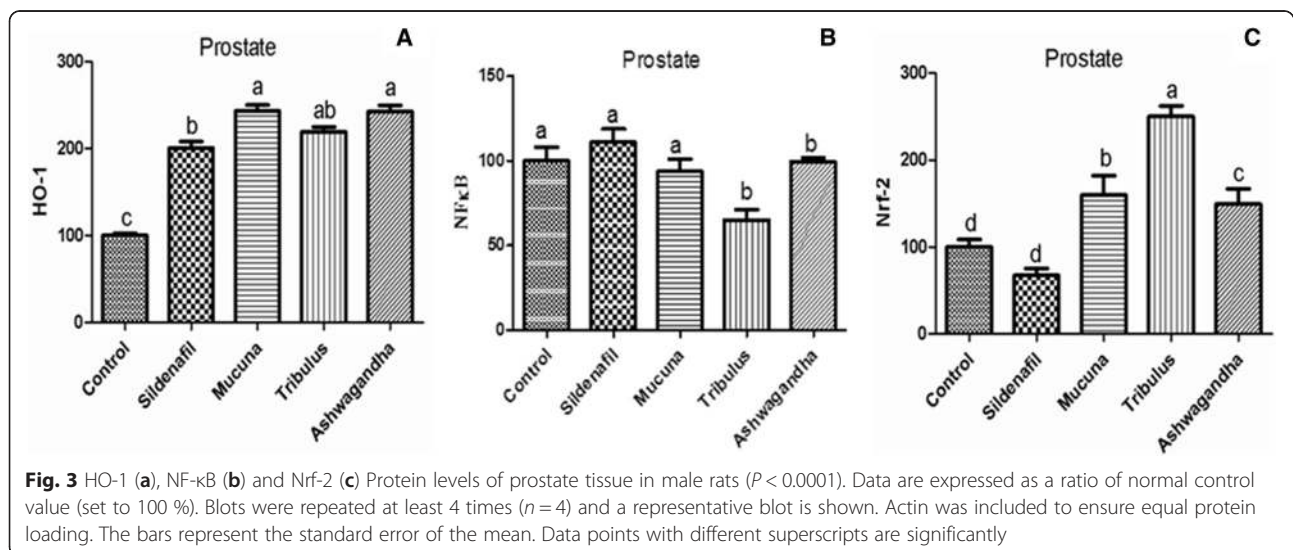 A
Prostate
HO-1
300
200
100
0
c
b
a
ab
a
Control
Sildenafil
Mucuna
Tribulus
Ashwagandha
B
Prostate
NFκB
150
100
50
0
a
a
a
b
b
Control
Sildenafil
Mucuna
Tribulus
Ashwagandha
C
Prostate
Nrf-2
300
200
100
0
d
d
b
a
c
Control
Sildenafil
Mucuna
Tribulus
Ashwagandha
Fig. 3 HO-1 (a), NF-κB (b) and Nrf-2 (c) Protein levels of prostate tissue in male rats (P < 0.0001). Data are expressed as a ratio of normal control
value (set to 100 %). Blots were repeated at least 4 times (n = 4) and a representative blot is shown. Actin was included to ensure equal protein
loading. The bars represent the standard error of the mean. Data points with different superscripts are significantly